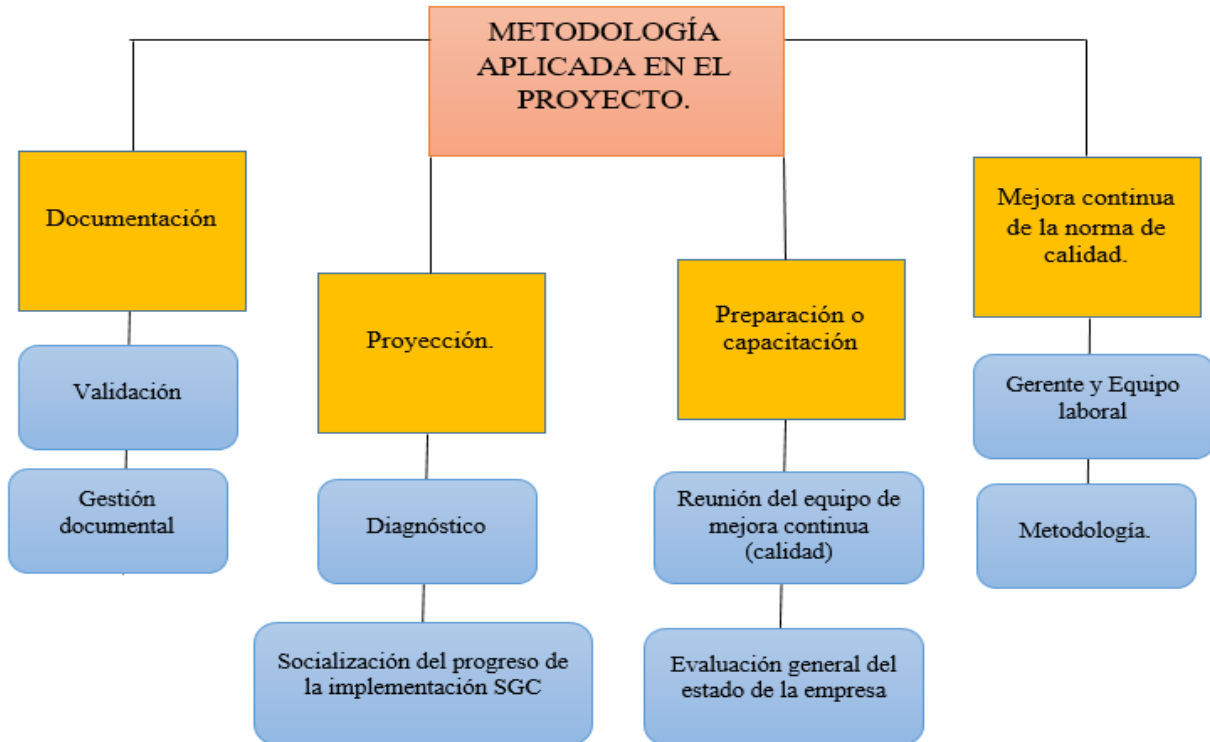 METODOLOGÍA
APLICADA EN EL
PROYECTO.
Documentación
Validación
Gestión
documental
Proyección.
Diagnóstico
Socialización del progreso de
la implementación SGC
Preparación o
capacitación
Reunión del equipo de
mejora continua
(calidad)
Evaluación general del
estado de la empresa
Mejora continua
de la norma de
calidad.
Gerente y Equipo
laboral
Metodología.